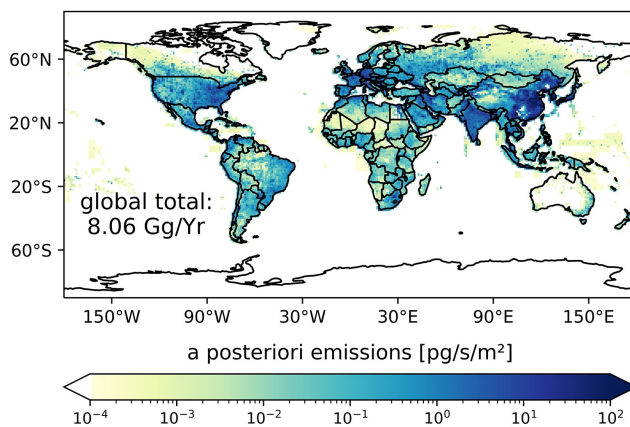 60°N
20°N
20°S
60°S
global total:
8.06 Gg/Yr
150°W 90°W 30°W 30°E 90°E 150°E
a posteriori emissions [pg/s/m²]
10⁻⁴ 10⁻³ 10⁻² 10⁻¹ 10⁰ 10¹ 10²